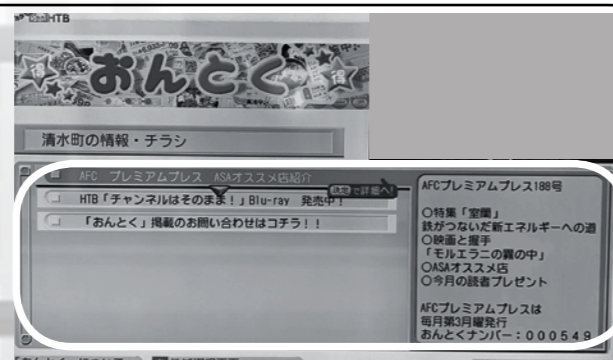 HTB
おんとく
得
得
清水町の情報・チラシ
AFC プレミアムプレス ASAオススメ店紹介
決定で詳細へ!
HTB「チャンネルはそのまま!」Blu-ray 発売中!
「おんとく」掲載のお問い合わせはコチラ!!
AFCプレミアムプレス188号
○特集「室蘭」
鉄がつないだ新エネルギーへの道
○映画と握手
「モルエラニの霧の中」
○ASAオススメ店
○今月の読者プレゼント
AFCプレミアムプレスは
毎月第3月曜発行
おんとくナンバー:000549